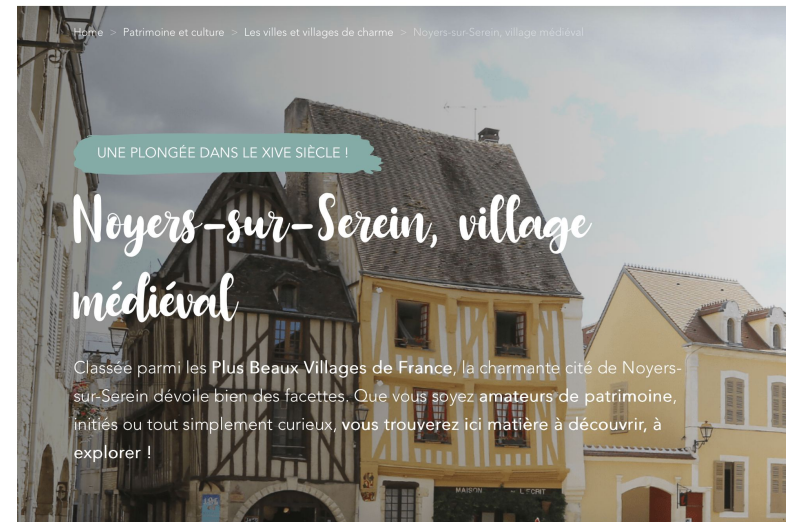 Home > Patrimoine et culture > Les villes et villages de charme > Noyers-sur-Serein, village médiéval
UNE PLONGÉE DANS LE XIVE SIÈCLE !
Noyers-sur-Serein, village
médiéval
Classée parmi les Plus Beaux Villages de France, la charmante cité de Noyers-
sur-Serein dévoile bien des facettes. Que vous soyez amateurs de patrimoine,
initiés ou tout simplement curieux, vous trouverez ici matière à découvrir, à
explorer !
MAISON L'ECRIT